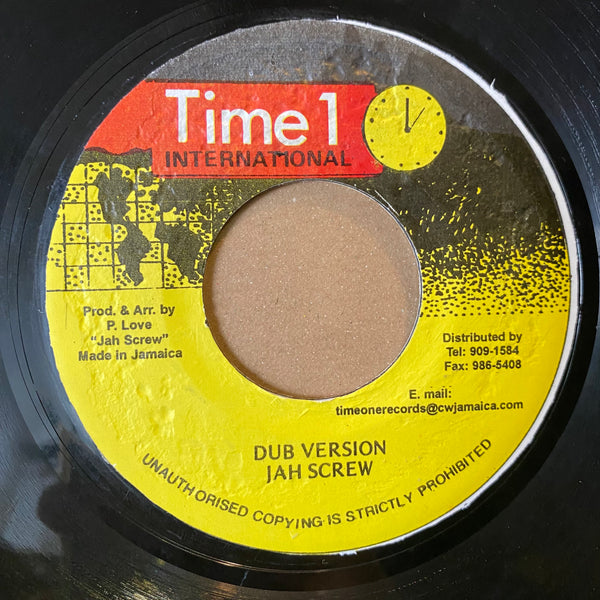 Time 1
INTERNATIONAL
Prod. & Arr. by
P. Love
"Jah Screw"
Made in Jamaica
Distributed by
Tel: 909-1584
Fax: 986-5408
E. mail:
timeonerecords@cwjamaica.com
DUB VERSION
JAH SCREW
UNAUTHORISED COPYING IS STRICTLY PROHIBITED